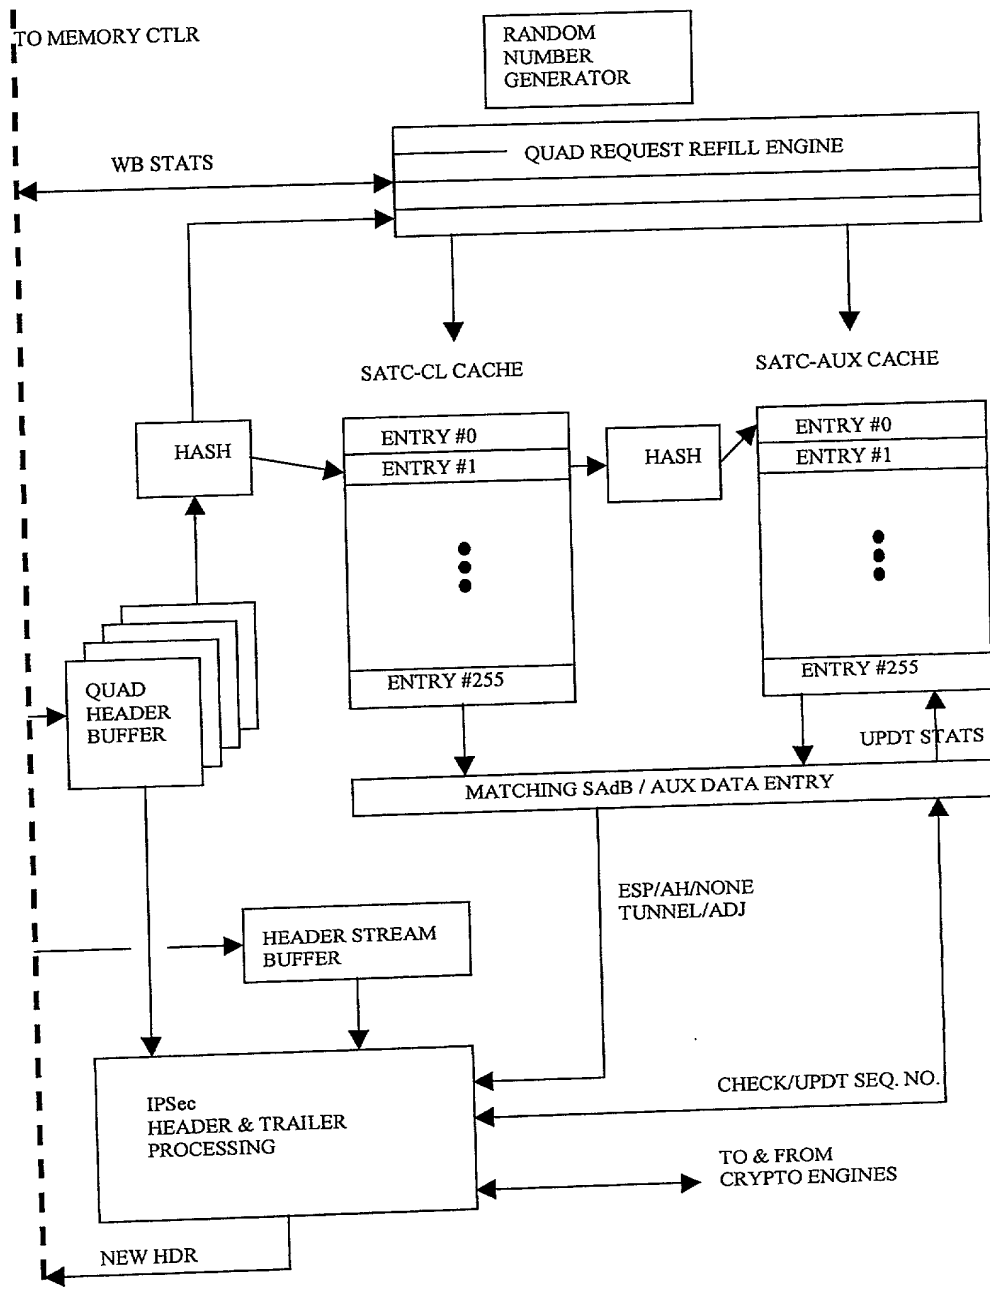 TO MEMORY CTLR
RANDOM
NUMBER
GENERATOR
WB STATS
QUAD REQUEST REFILL ENGINE
SATC-CL CACHE
SATC-AUX CACHE
HASH
ENTRY #0
ENTRY #1
ENTRY #255
HASH
ENTRY #0
ENTRY #1
ENTRY #255
QUAD
HEADER
BUFFER
UPDT STATS
MATCHING SAdB / AUX DATA ENTRY
ESP/AH/NONE
TUNNEL/ADJ
HEADER STREAM
BUFFER
CHECK/UPDT SEQ. NO.
IPSec
HEADER & TRAILER
PROCESSING
TO & FROM
CRYPTO ENGINES
NEW HDR